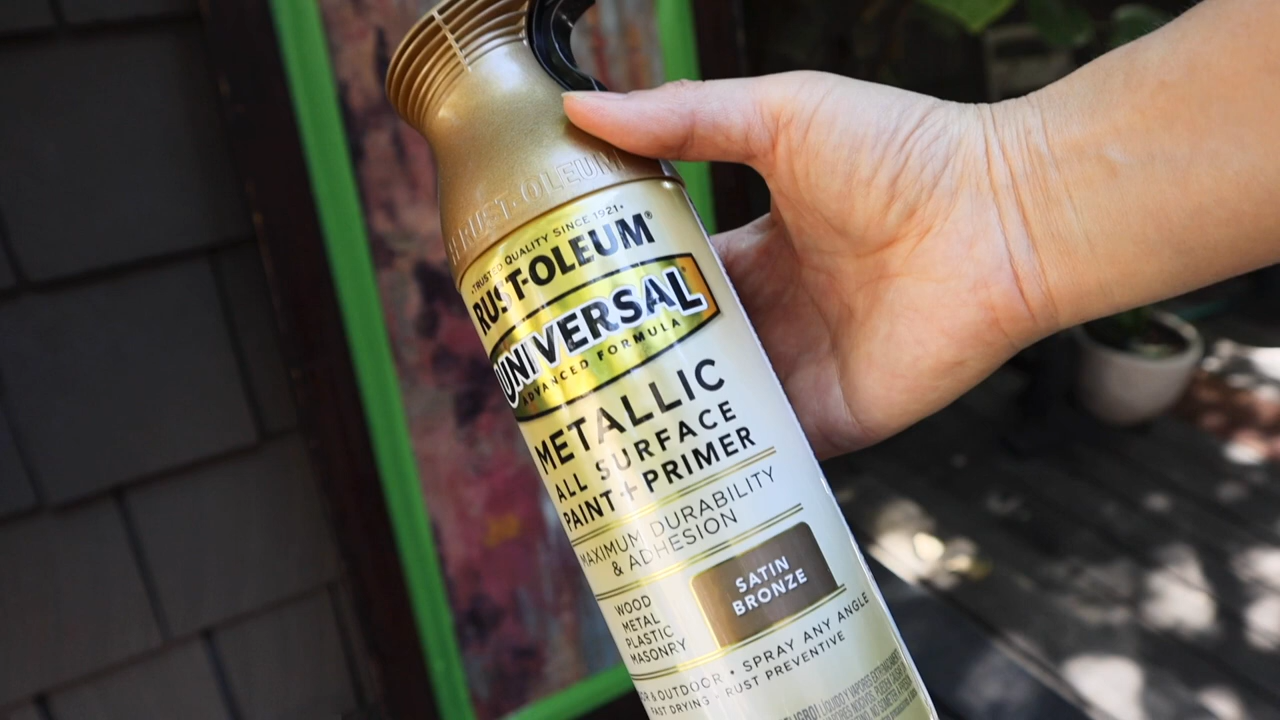 RUST-OLEUM
•TRUSTED QUALITY SINCE 1921•
RUST-OLEUM®
UNIVERSAL®
ADVANCED FORMULA
METALLIC
ALL SURFACE
PAINT+PRIMER
MAXIMUM DURABILITY
& ADHESION
SATIN
BRONZE
WOOD
METAL
PLASTIC
MASONRY
& OUTDOOR • SPRAY ANY ANGLE
FAST DRYING • RUST PREVENTIVE